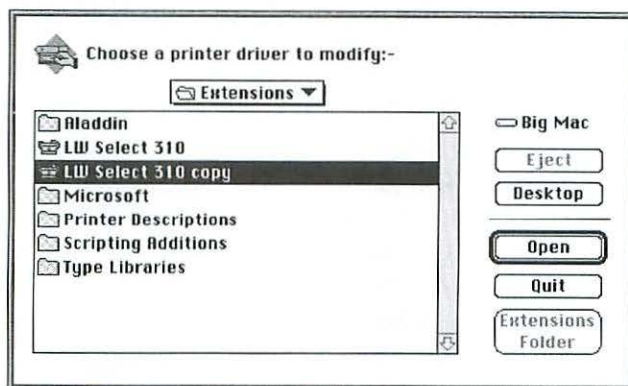 Choose a printer driver to modify:-
Extensions
Aladdin
LW Select 310
LW Select 310 copy
Microsoft
Printer Descriptions
Scripting Additions
Type Libraries
Big Mac
Eject
Desktop
Open
Quit
Extensions
Folder